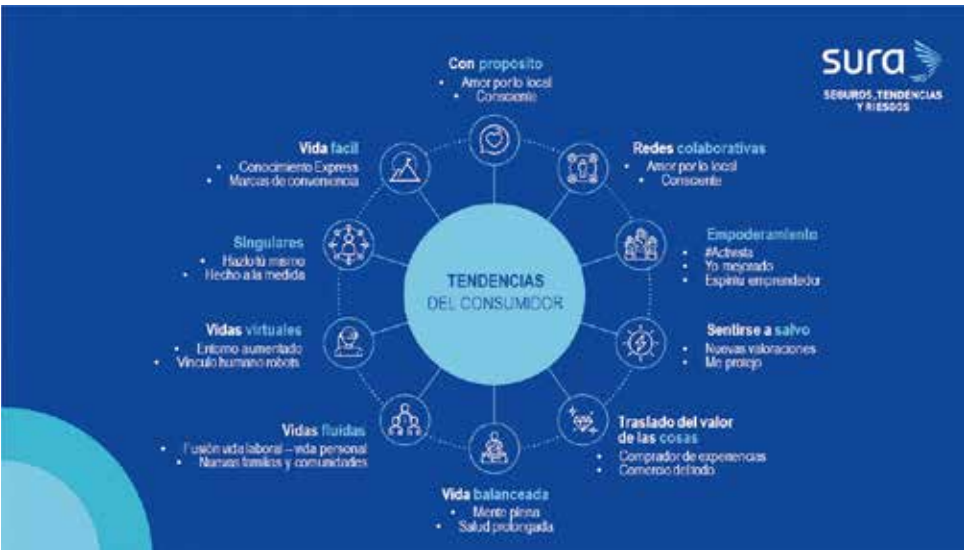 sura
SEGUROS, TENDENCIAS
Y RIESGOS
Con proposito
• Amor por lo local
• Consciente
Redes colaborativas
• Amor por lo local
• Consciente
Empoderamiento
• #Activista
• Yo mejorado
• Espíritu emprendedor
Sentirse a salvo
• Nuevas valoraciones
• Me protejo
Traslado del valor
de las cosas
• Comprador de experiencias
• Comercio del todo
Vida balanceada
• Mente plena
• Salud prolongada
Vidas fluidas
• Fusión vida laboral – vida personal
• Nuevas familias y comunidades
Vidas virtuales
• Entorno aumentado
• Vínculo humano robots
Singulares
• Hazlo tú mismo
• Hecho a la medida
Vida facil
• Conocimiento Express
• Marcas de conveniencia
TENDENCIAS
DEL CONSUMIDOR